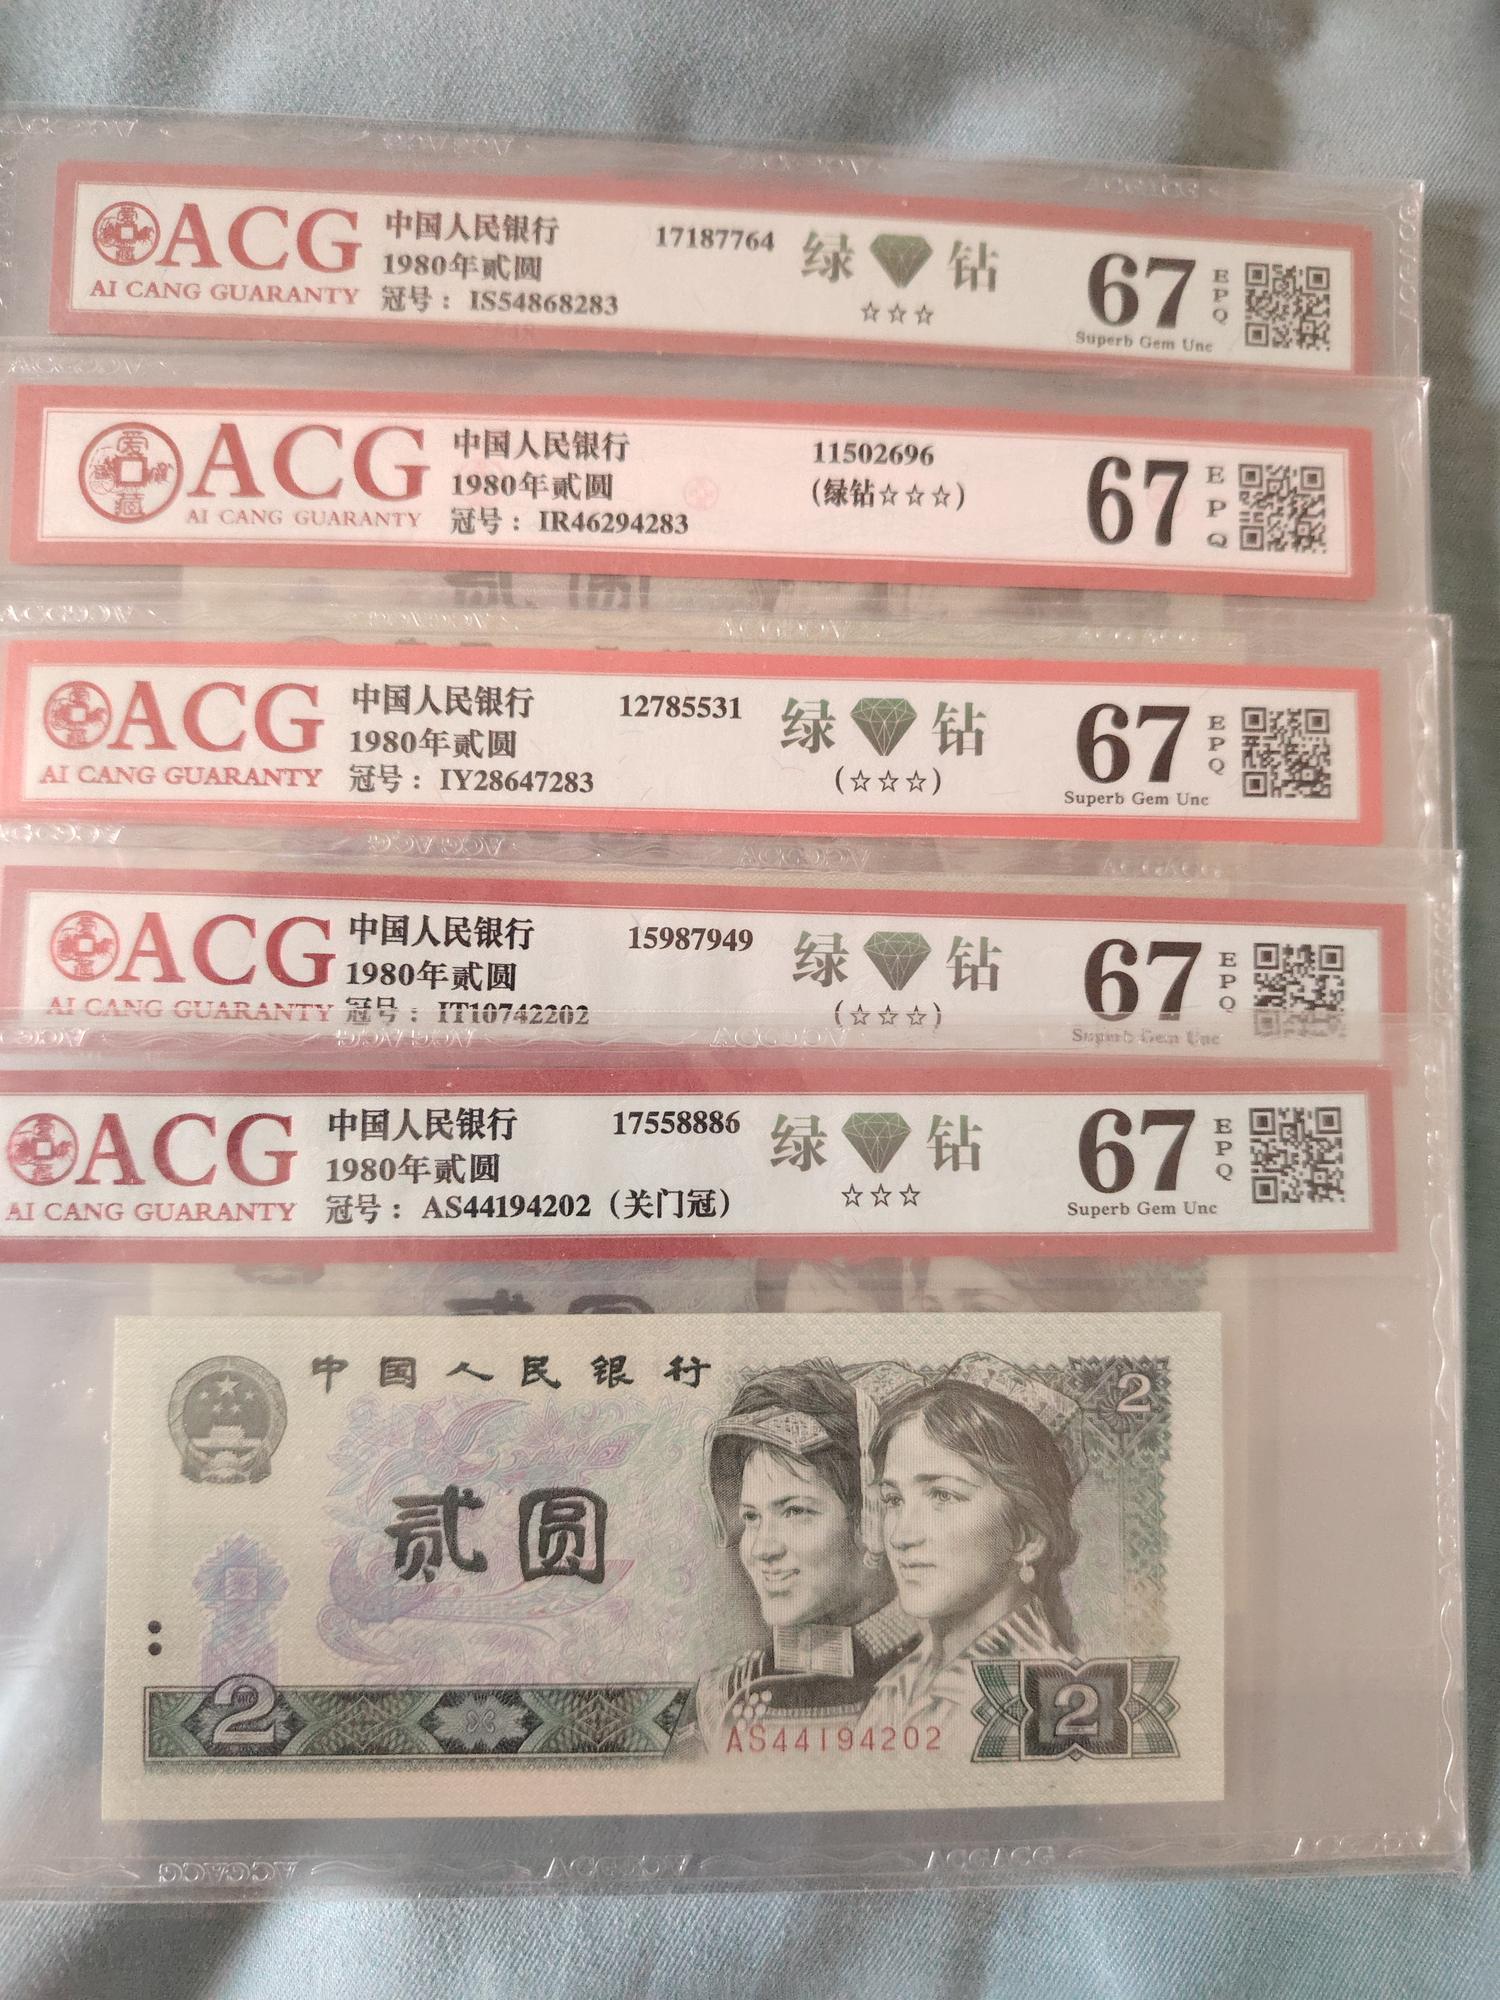 ACG
AI CANG GUARANTY
中国人民银行
1980年贰圆
冠号：IS54868283
17187764
绿 钻
☆☆☆
67
EPQ
Superb Gem Unc
爱藏
ACG
AI CANG GUARANTY
中国人民银行
1980年贰圆
冠号：IR46294283
11502696
(绿钻☆☆☆)
67
EPQ
ACG
AI CANG GUARANTY
中国人民银行
1980年贰圆
冠号：IY28647283
12785531
绿 钻
(☆☆☆)
67
EPQ
Superb Gem Unc
ACG
AI CANG GUARANTY
中国人民银行
1980年贰圆
冠号：IT10742202
15987949
绿 钻
(☆☆☆)
67
EPQ
Superb Gem Unc
ACG
AI CANG GUARANTY
中国人民银行
1980年贰圆
冠号：AS44194202（关门冠）
17558886
绿 钻
☆☆☆
67
EPQ
Superb Gem Unc
中国人民银行
2
贰圆
2
AS44194202
2